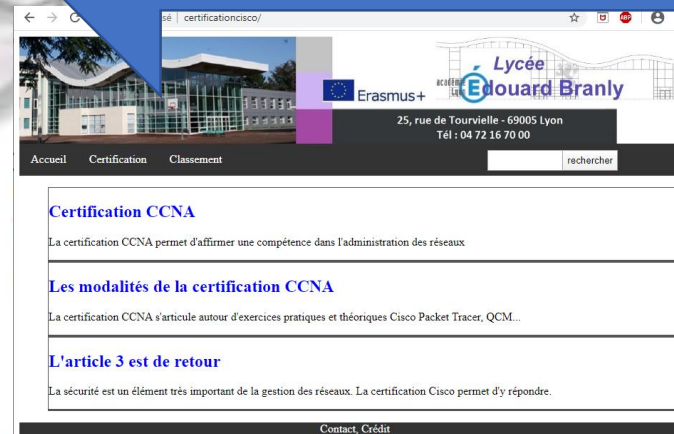 sé | certificationcisco/
ABP
Erasmus+
académie
Lycée
Édouard Branly
25, rue de Tourvielle - 69005 Lyon
Tél : 04 72 16 70 00
Accueil Certification Classement
rechercher
Certification CCNA
La certification CCNA permet d'affirmer une compétence dans l'administration des réseaux
Les modalités de la certification CCNA
La certification CCNA s'articule autour d'exercices pratiques et théoriques Cisco Packet Tracer, QCM...
L'article 3 est de retour
La sécurité est un élément très important de la gestion des réseaux. La certification Cisco permet d'y répondre.
Contact, Crédit